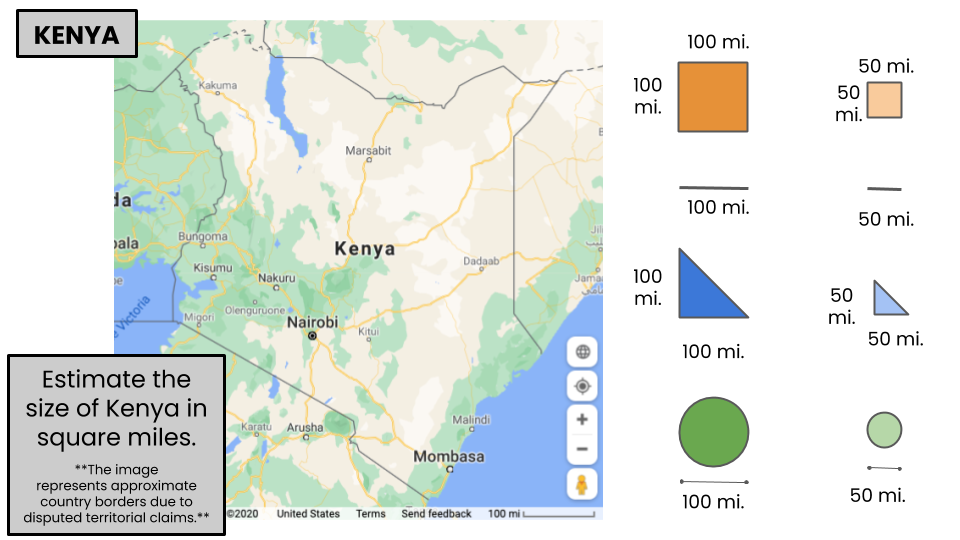 KENYA
100 mi.
50 mi.
100
mi.
50
mi.
Kakuma
Marsabit
100 mi.
50 mi.
da
Bungoma
pala
Kenya
Kisumu
Nakuru
Dadaab
100
mi.
50
mi.
Olenguruone
Migori
Nairobi
Kitui
e Victoria
100 mi.
50 mi.
Estimate the
size of Kenya in
square miles.
**The image
represents approximate
country borders due to
disputed territorial claims.**
Karatu
Arusha
Malindi
Mombasa
100 mi.
50 mi.
©2020 United States Terms Send feedback 100 mi